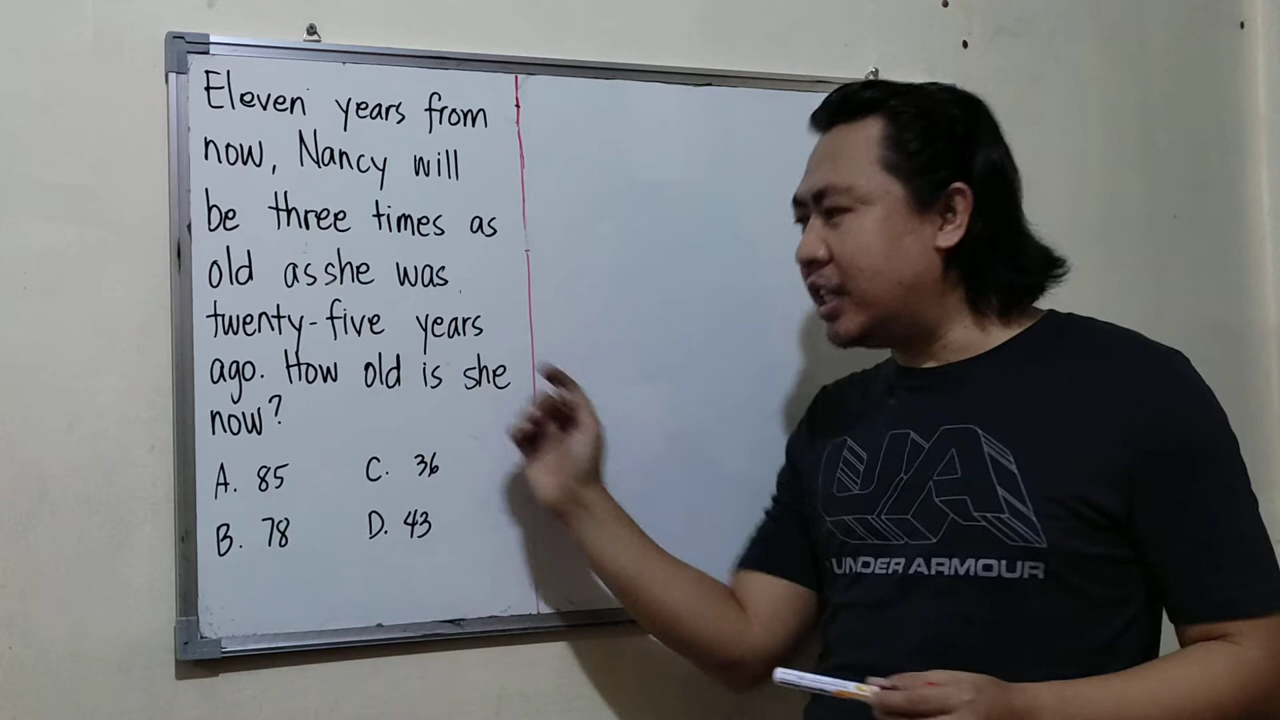 Eleven years from
now, Nancy will
be three times as
old as she was
twenty-five years
ago. How old is she
now?
A. 85 C. 36
B. 78 D. 43
UA
UNDER ARMOUR